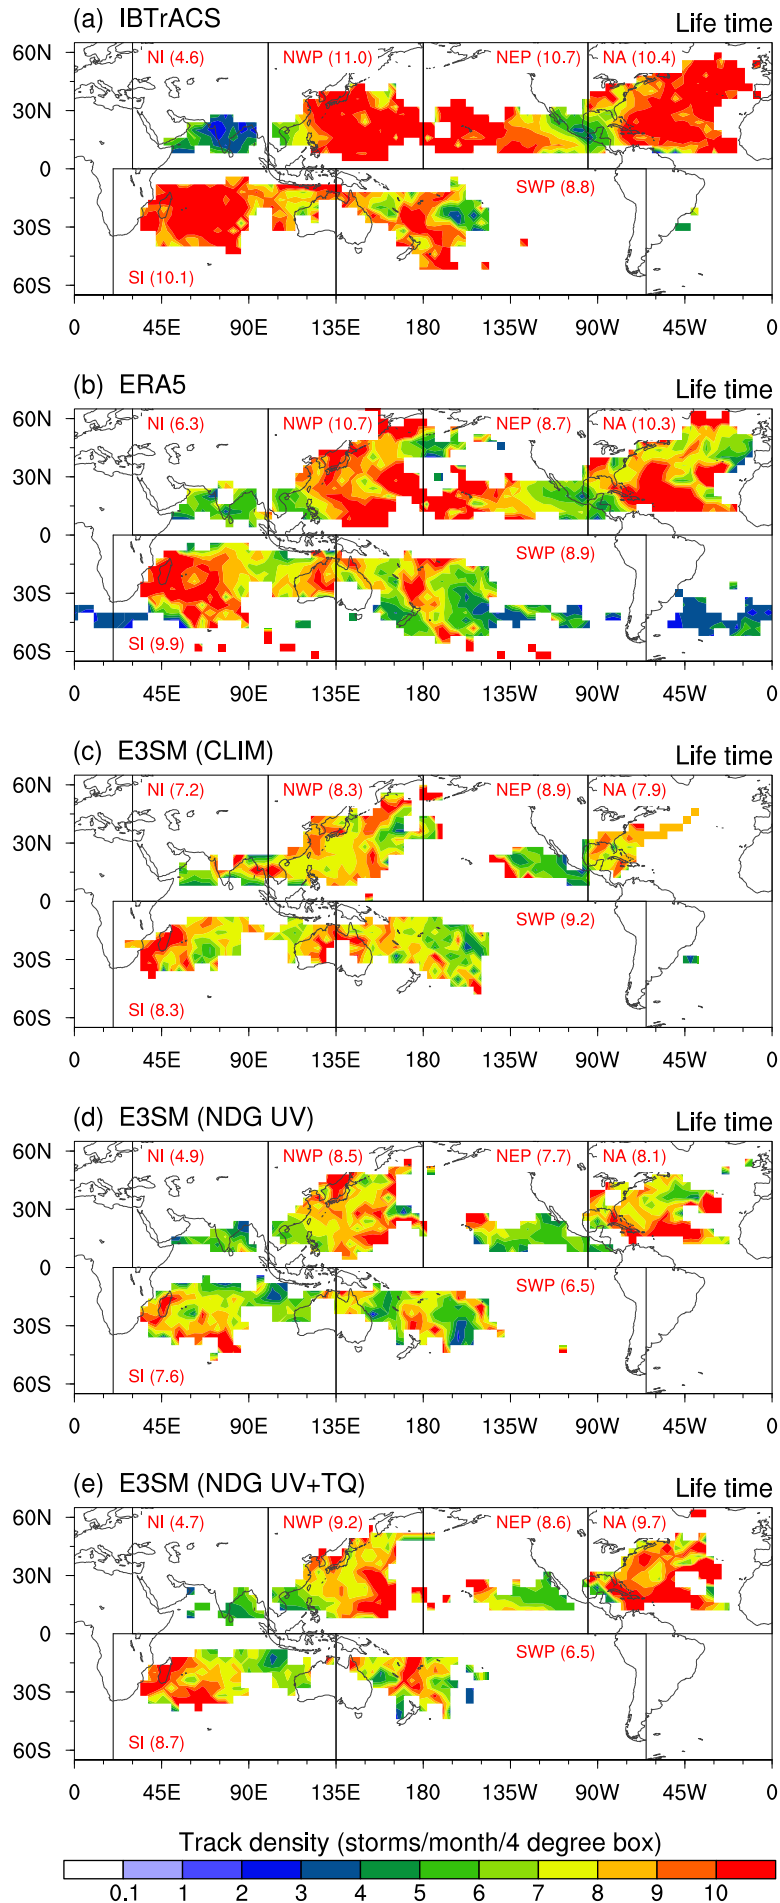 (a) IBTrACS
Life time
60N
NI (4.6)
NWP (11.0)
NEP (10.7)
NA (10.4)
30N
0
SWP (8.8)
30S
SI (10.1)
60S
0 45E 90E 135E 180 135W 90W 45W 0
(b) ERA5
Life time
60N
NI (6.3)
NWP (10.7)
NEP (8.7)
NA (10.3)
30N
0
SWP (8.9)
30S
SI (9.9)
60S
0 45E 90E 135E 180 135W 90W 45W 0
(c) E3SM (CLIM)
Life time
60N
NI (7.2)
NWP (8.3)
NEP (8.9)
NA (7.9)
30N
0
SWP (9.2)
30S
SI (8.3)
60S
0 45E 90E 135E 180 135W 90W 45W 0
(d) E3SM (NDG UV)
Life time
60N
NI (4.9)
NWP (8.5)
NEP (7.7)
NA (8.1)
30N
0
SWP (6.5)
30S
SI (7.6)
60S
0 45E 90E 135E 180 135W 90W 45W 0
(e) E3SM (NDG UV+TQ)
Life time
60N
NI (4.7)
NWP (9.2)
NEP (8.6)
NA (9.7)
30N
0
SWP (6.5)
30S
SI (8.7)
60S
0 45E 90E 135E 180 135W 90W 45W 0
Track density (storms/month/4 degree box)
0.1 1 2 3 4 5 6 7 8 9 10